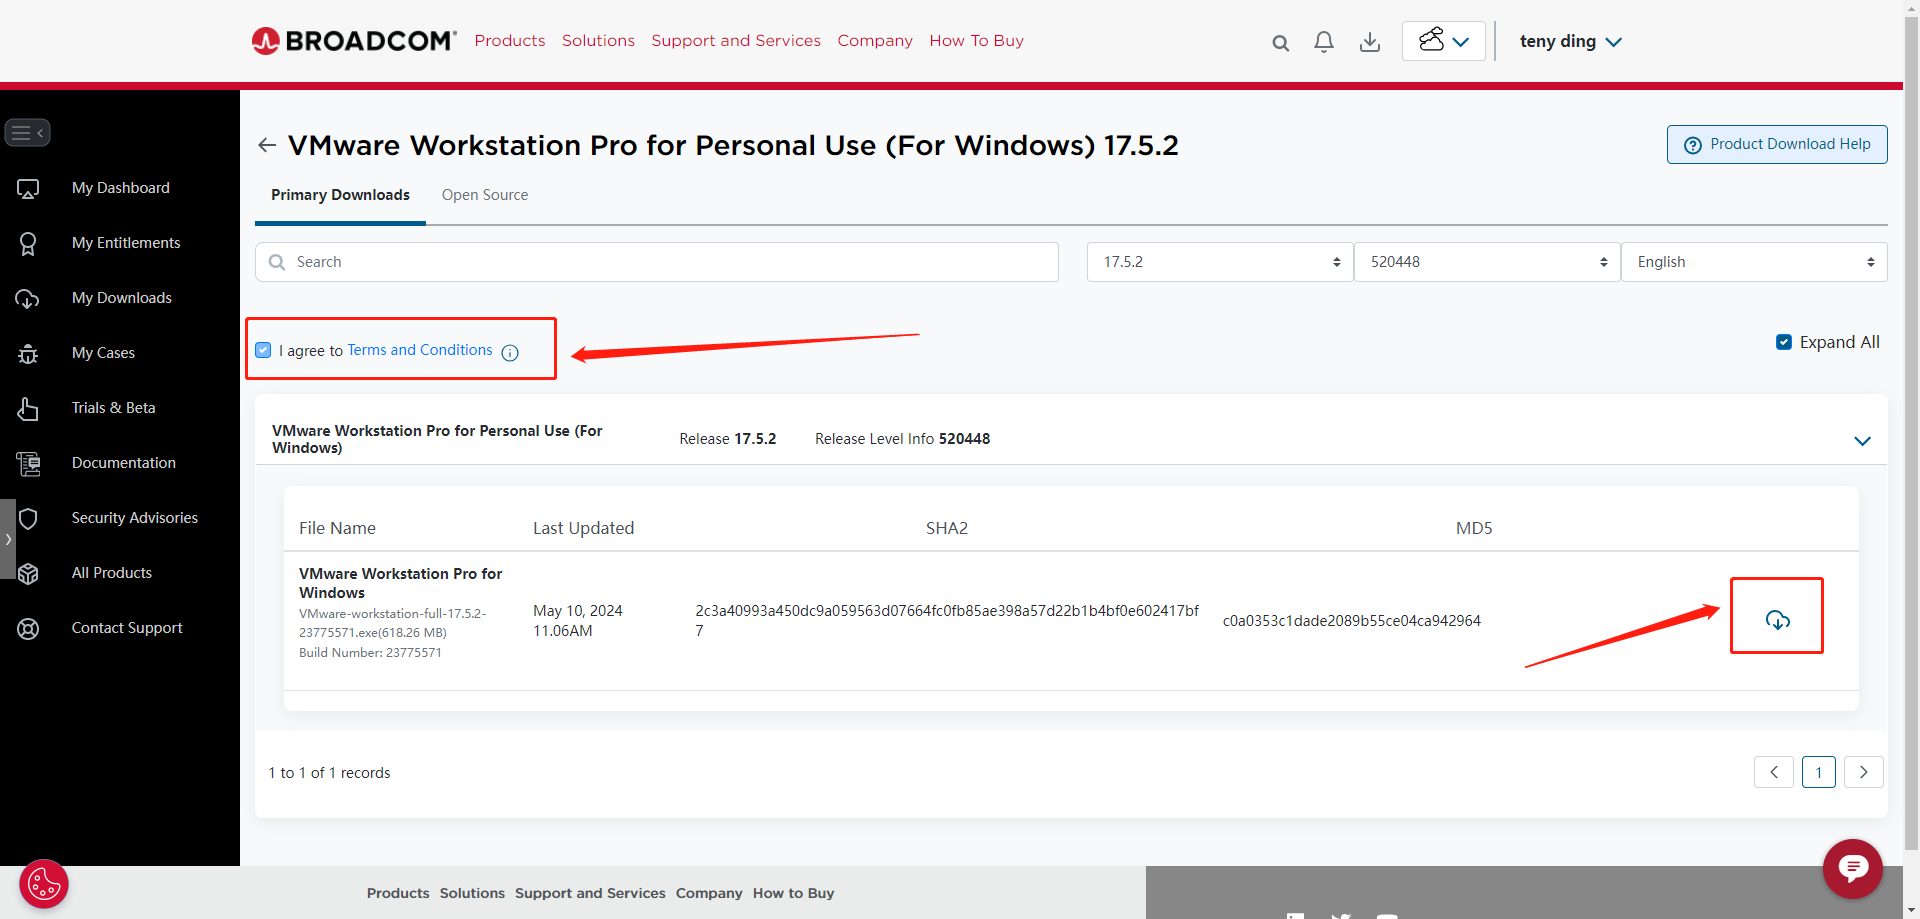 BROADCOM
Products Solutions Support and Services Company How To Buy
teny ding
My Dashboard
My Entitlements
My Downloads
My Cases
Trials & Beta
Documentation
Security Advisories
All Products
Contact Support
VMware Workstation Pro for Personal Use (For Windows) 17.5.2
Product Download Help
Primary Downloads Open Source
Search
17.5.2
520448
English
I agree to Terms and Conditions
Expand All
VMware Workstation Pro for Personal Use (For
Windows)
Release 17.5.2
Release Level Info 520448
File Name Last Updated SHA2 MD5
VMware Workstation Pro for
Windows
VMware-workstation-full-17.5.2-
23775571.exe(618.26 MB)
Build Number: 23775571
May 10, 2024
11.06AM
2c3a40993a450dc9a059563d07664fc0fb85ae398a57d22b1b4bf0e602417bf
7
c0a0353c1dade2089b55ce04ca942964
1 to 1 of 1 records
1
Products Solutions Support and Services Company How to Buy